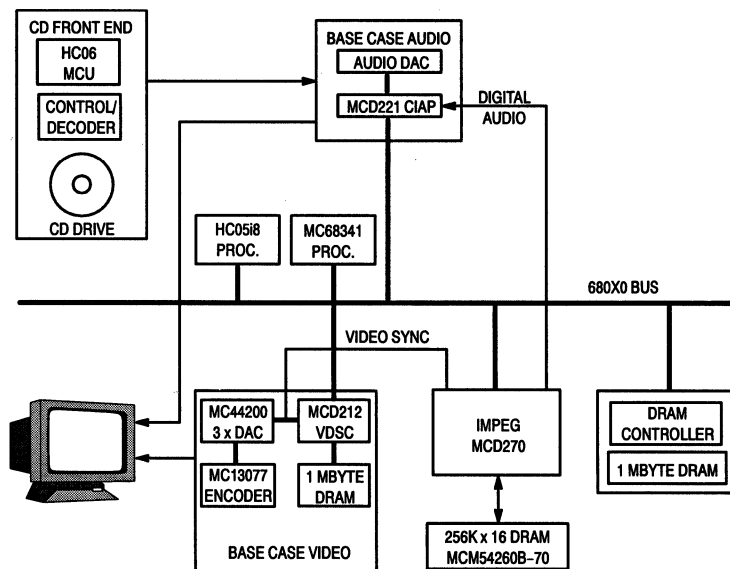 CD FRONT END
HC06
MCU
CONTROL/
DECODER
CD DRIVE
BASE CASE AUDIO
AUDIO DAC
MCD221 CIAP
DIGITAL
AUDIO
HC05i8
PROC.
MC68341
PROC.
680X0 BUS
VIDEO SYNC
MC44200
3 x DAC
MCD212
VDSC
MC13077
ENCODER
1 MBYTE
DRAM
BASE CASE VIDEO
IMPEG
MCD270
256K x 16 DRAM
MCM54260B-70
DRAM
CONTROLLER
1 MBYTE DRAM